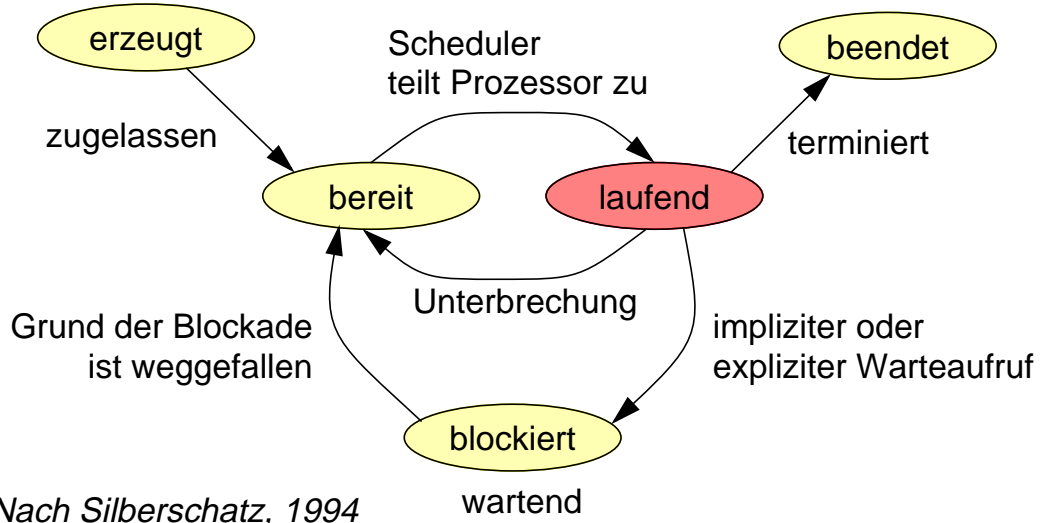 erzeugt
Scheduler
teilt Prozessor zu
beendet
zugelassen
terminiert
bereit
laufend
Unterbrechung
Grund der Blockade
ist weggefallen
impliziter oder
expliziter Warteaufruf
blockiert
wartend
Nach Silberschatz, 1994